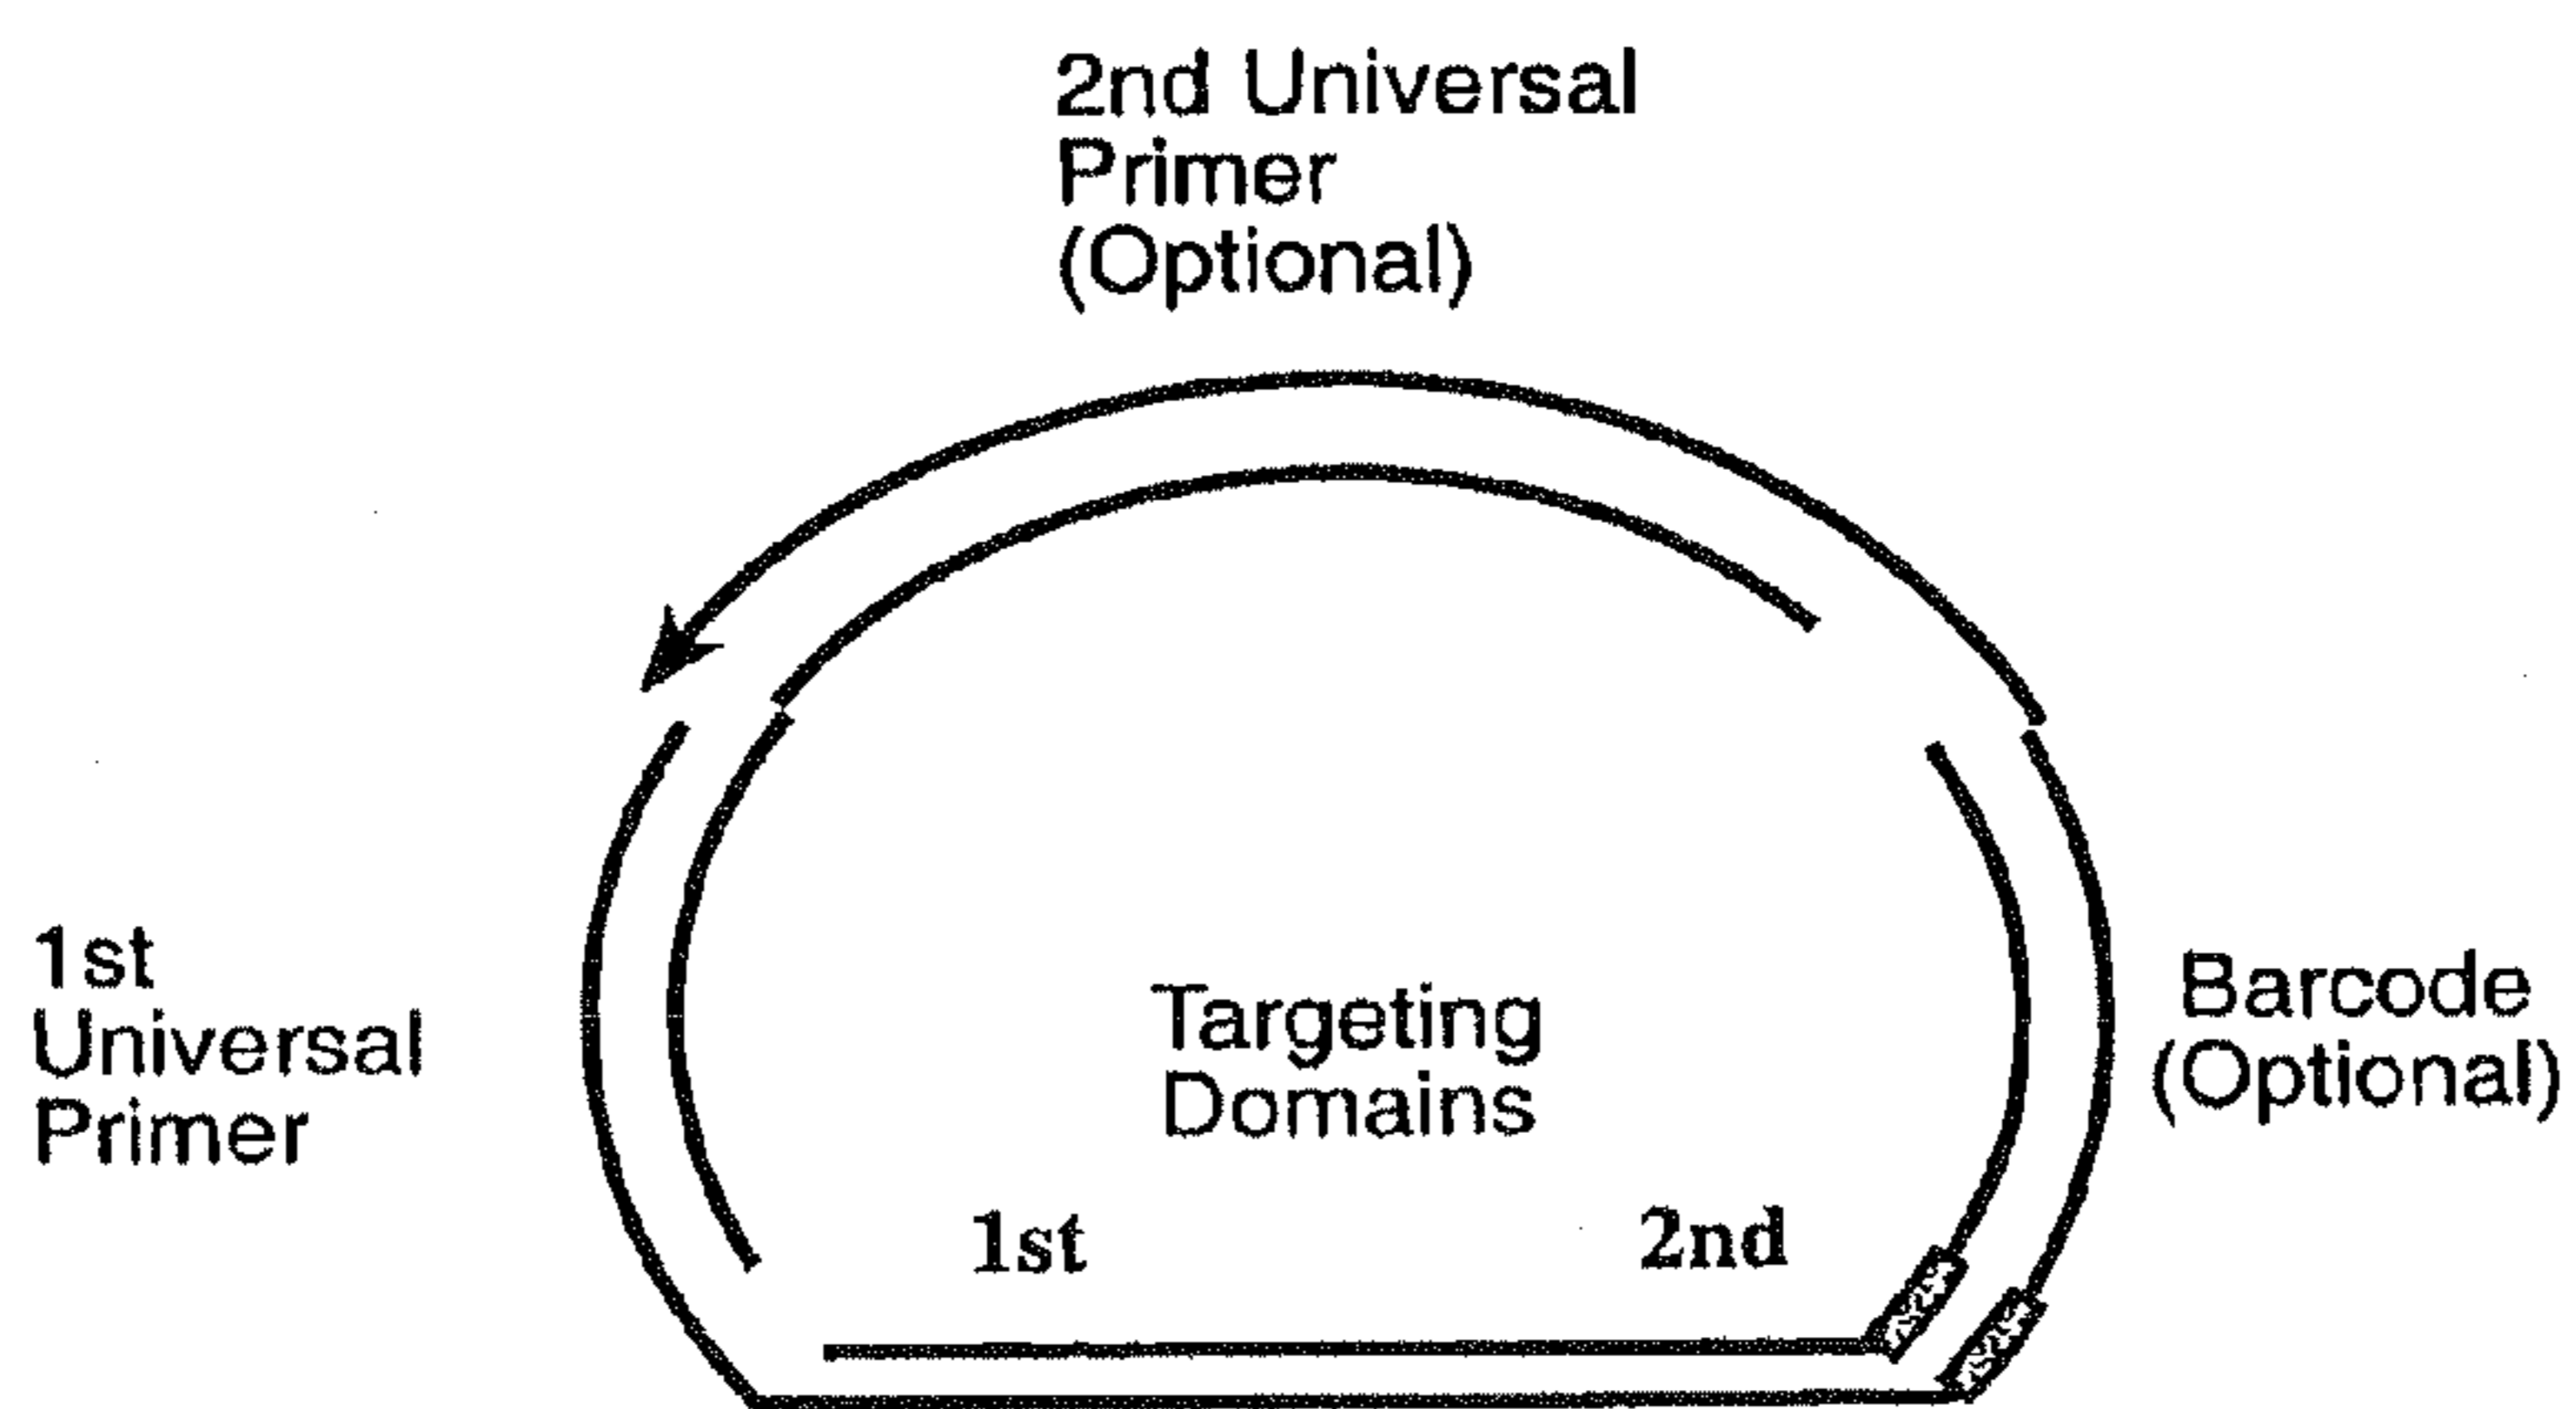 2nd Universal
Primer
(Optional)
1st
Universal
Primer
Targeting
Domains
Barcode
(Optional)
1st
2nd